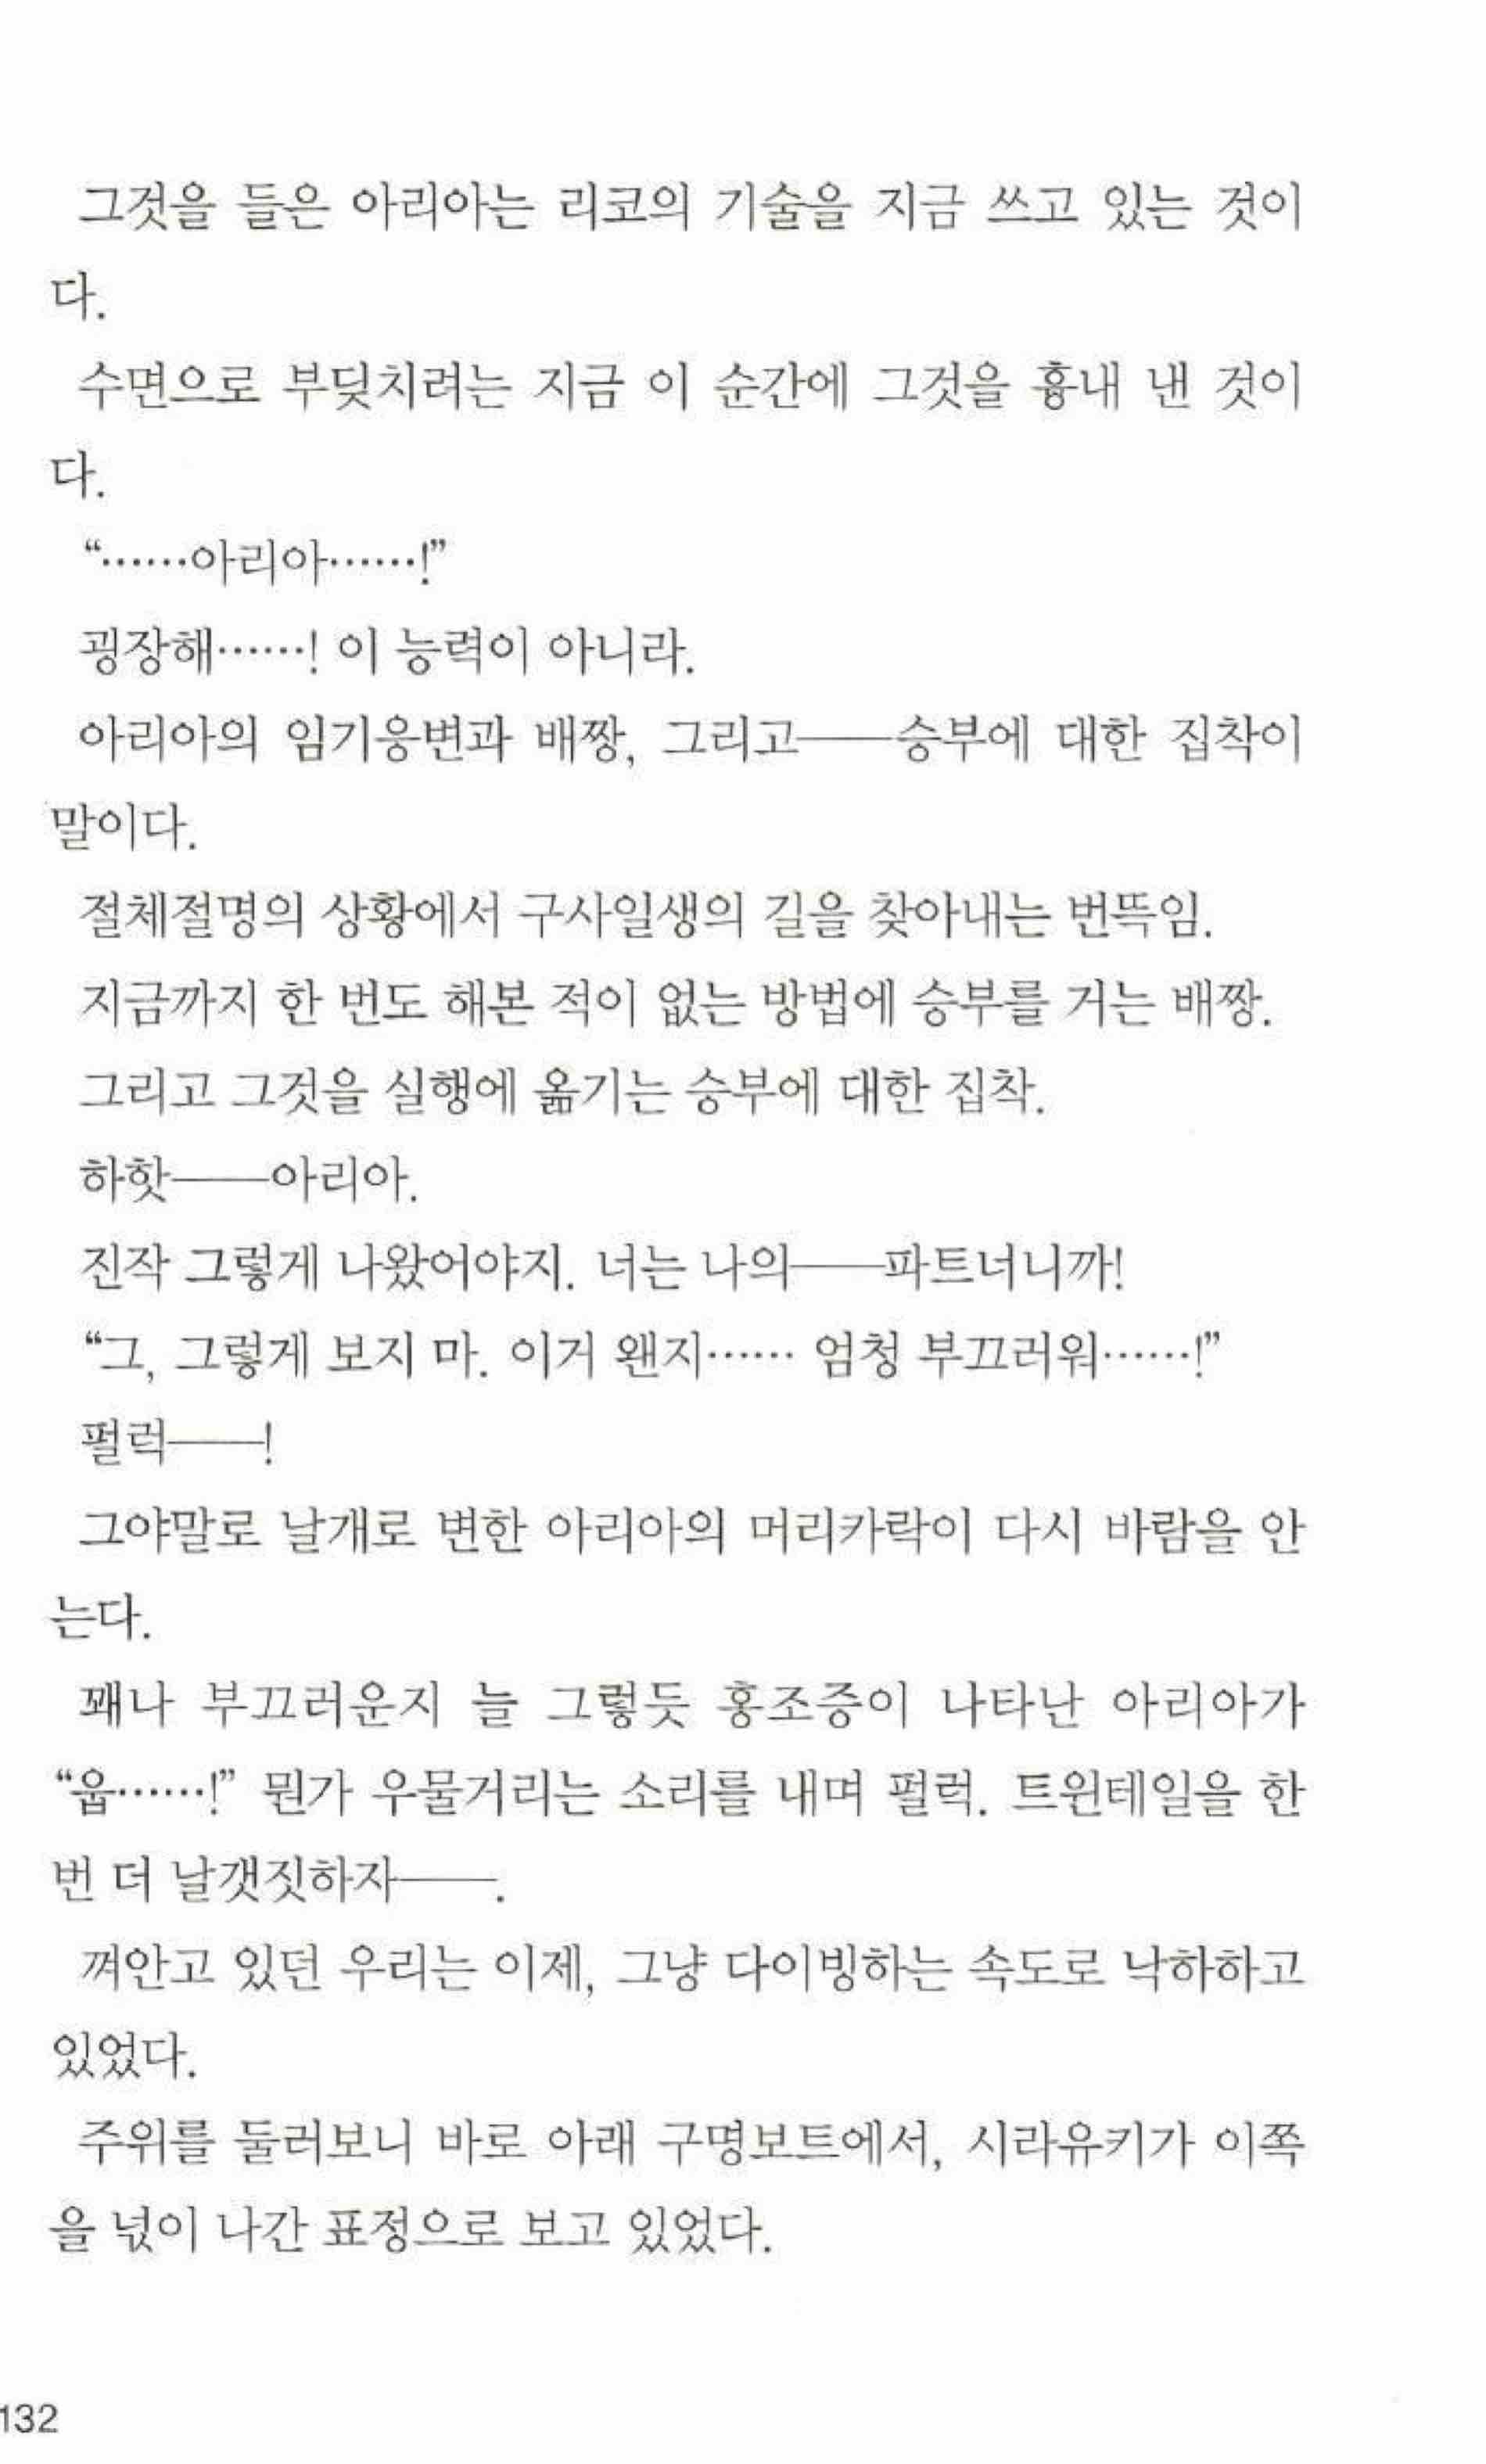 그것을 들은 아리아는 리코의 기술을 지금 쓰고 있는 것이
다.
수면으로 부딪치려는 지금 이 순간에 그것을 흉내 낸 것이
다.
“……아리아……!”
굉장해……! 이 능력이 아니라.
아리아의 임기응변과 배짱, 그리고――승부에 대한 집착이
말이다.
절체절명의 상황에서 구사일생의 길을 찾아내는 번뜩임.
지금까지 한 번도 해본 적이 없는 방법에 승부를 거는 배짱.
그리고 그것을 실행에 옮기는 승부에 대한 집착.
하핫――아리아.
진작 그렇게 나왔어야지. 너는 나의――파트너니까!
“그, 그렇게 보지 마. 이거 왠지…… 엄청 부끄러워……!”
펄럭――!
그야말로 날개로 변한 아리아의 머리카락이 다시 바람을 안
는다.
꽤나 부끄러운지 늘 그렇듯 홍조증이 나타난 아리아가
“웁……!” 뭔가 우물거리는 소리를 내며 펄럭. 트윈테일을 한
번 더 날갯짓하자――.
껴안고 있던 우리는 이제, 그냥 다이빙하는 속도로 낙하하고
있었다.
주위를 둘러보니 바로 아래 구명보트에서, 시라유키가 이쪽
을 넋이 나간 표정으로 보고 있었다.
132